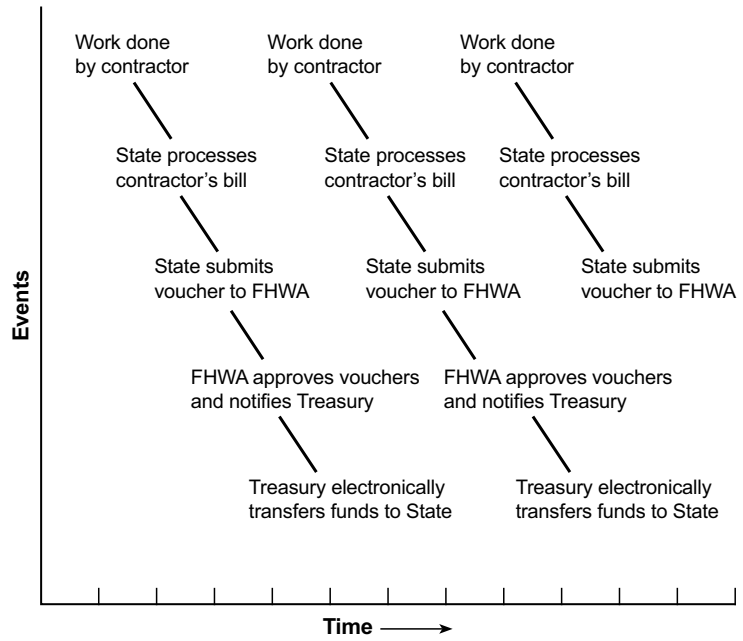 Work done
by contractor
Work done
by contractor
Work done
by contractor
State processes
contractor’s bill
State processes
contractor’s bill
State processes
contractor’s bill
State submits
voucher to FHWA
State submits
voucher to FHWA
State submits
voucher to FHWA
FHWA approves vouchers
and notifies Treasury
FHWA approves vouchers
and notifies Treasury
Treasury electronically
transfers funds to State
Treasury electronically
transfers funds to State
Events
Time